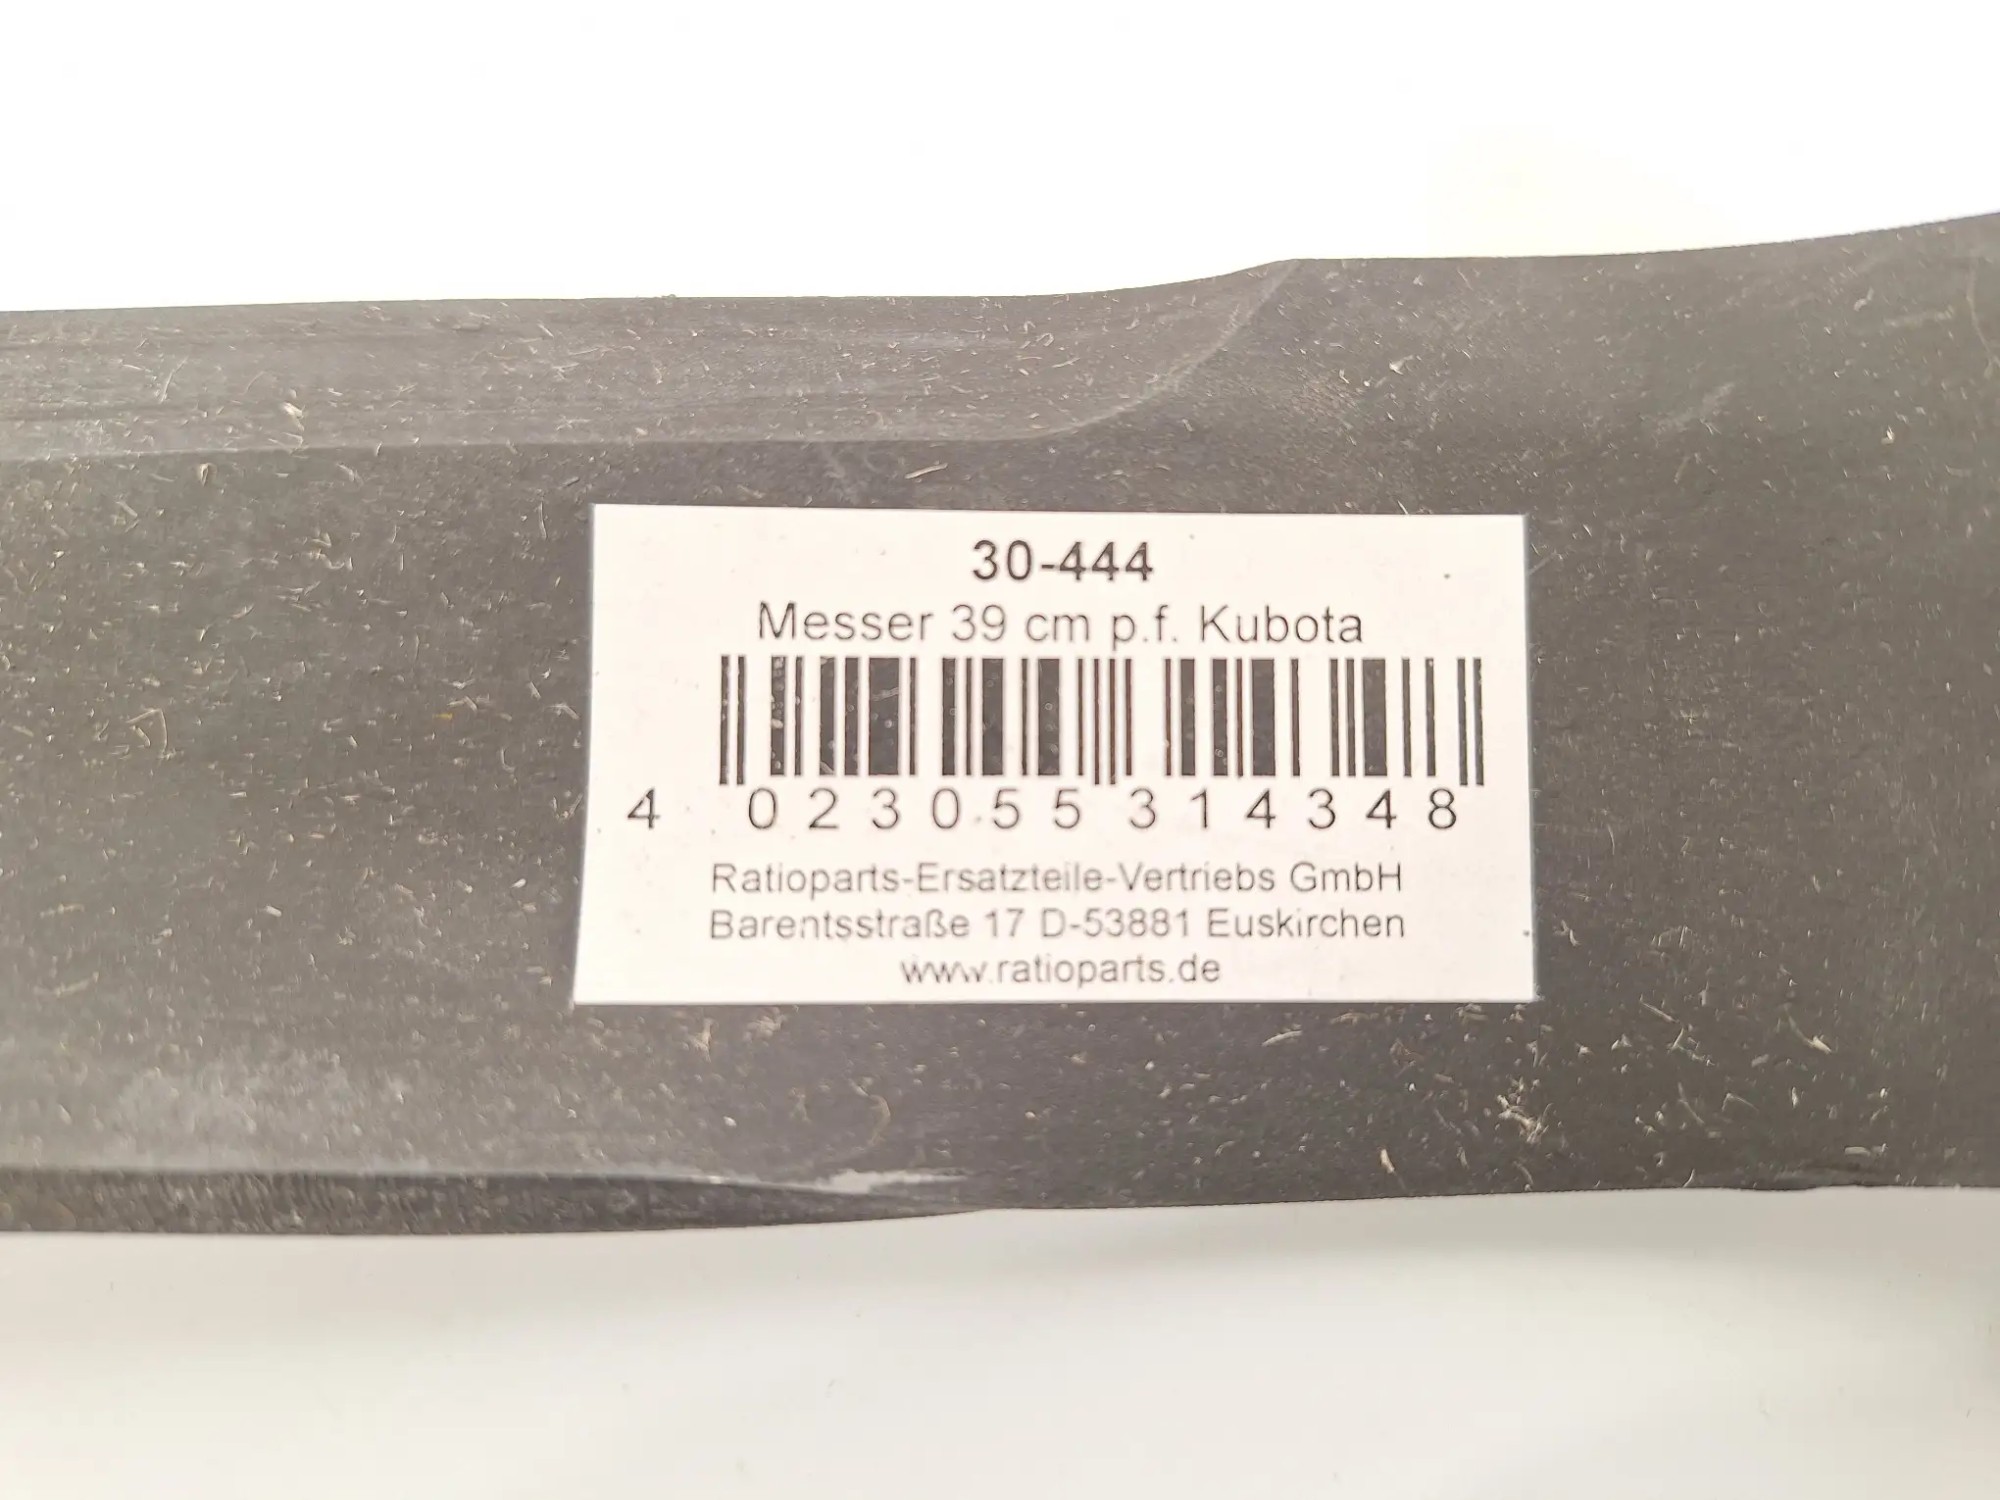 30-444
Messer 39 cm p.f. Kubota
4 023055 314348
Ratioparts-Ersatzteile-Vertriebs GmbH
Barentsstraße 17 D-53881 Euskirchen
www.ratioparts.de